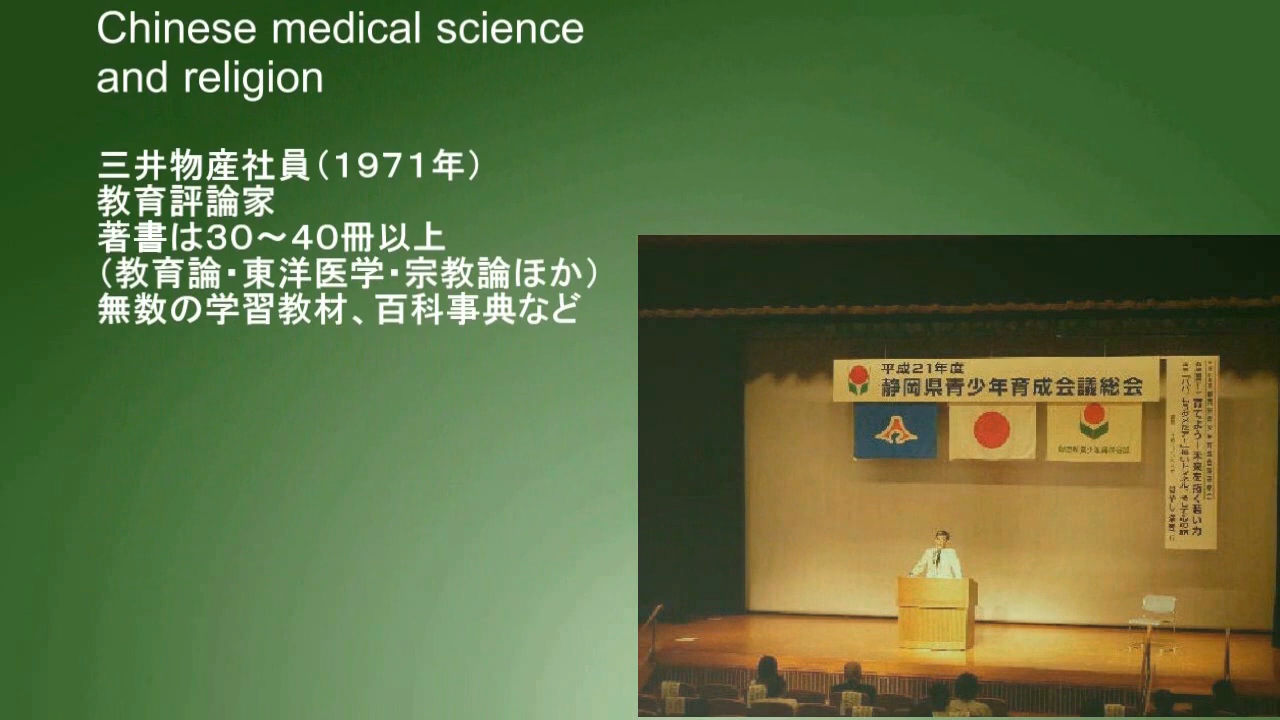 Chinese medical science
and religion
三井物産社員（１９７１年）
教育評論家
著書は３０～４０冊以上
（教育論・東洋医学・宗教論ほか）
無数の学習教材、百科事典など
平成21年度
静岡県青少年育成会議総会